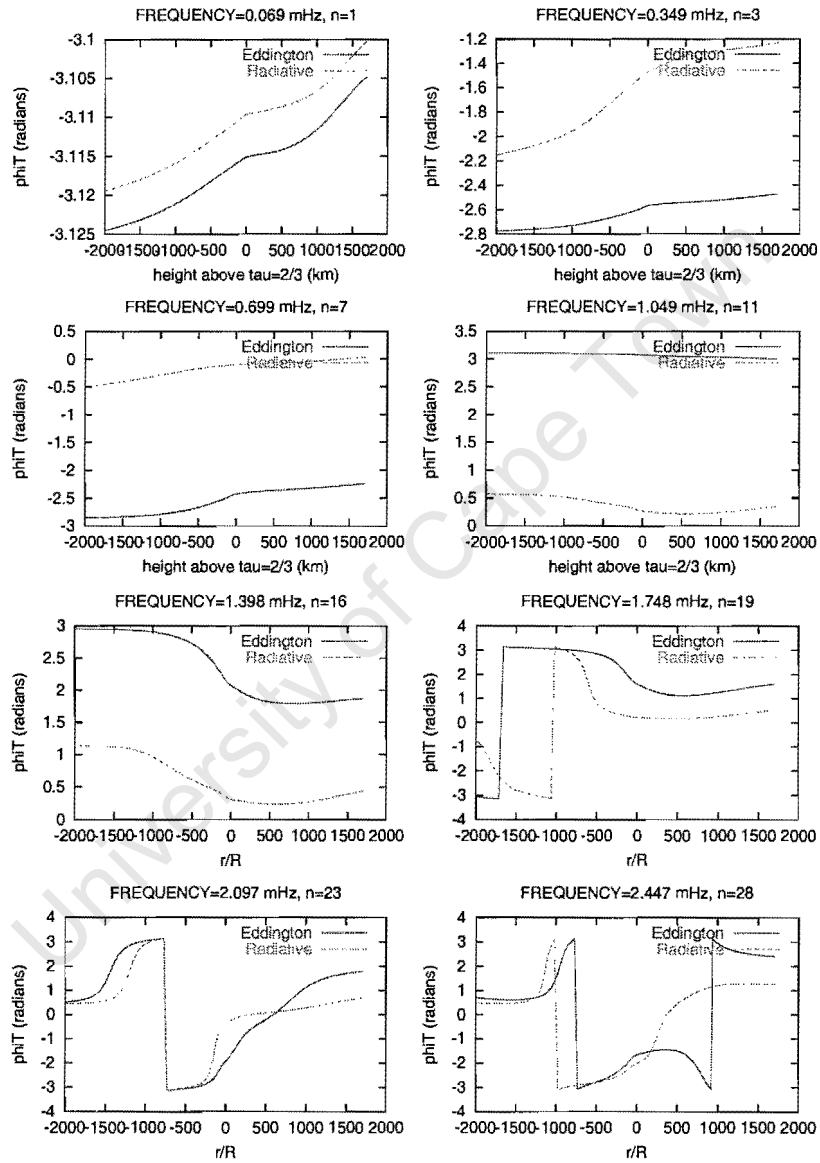 FREQUENCY=0.069 mHz, n=1
-3.1
-3.105
-3.11
-3.115
-3.12
-3.125
phiT (radians)
Eddington
Radiative
-2000-1500-1000-500 0 500 1000 1500 2000
height above tau=2/3 (km)
FREQUENCY=0.349 mHz, n=3
-1.2
-1.4
-1.6
-1.8
-2
-2.2
-2.4
-2.6
-2.8
phiT (radians)
Eddington
Radiative
-2000-1500-1000-500 0 500 1000 1500 2000
height above tau=2/3 (km)
FREQUENCY=0.699 mHz, n=7
0.5
0
-0.5
-1
-1.5
-2
-2.5
-3
phiT (radians)
Eddington
Radiative
-2000-1500-1000-500 0 500 1000 1500 2000
height above tau=2/3 (km)
FREQUENCY=1.049 mHz, n=11
3.5
3
2.5
2
1.5
1
0.5
0
phiT (radians)
Eddington
Radiative
-2000-1500-1000-500 0 500 1000 1500 2000
height above tau=2/3 (km)
FREQUENCY=1.398 mHz, n=16
3
2.5
2
1.5
1
0.5
0
phiT (radians)
Eddington
Radiative
-2000-1500-1000-500 0 500 1000 1500 2000
r/R
FREQUENCY=1.748 mHz, n=19
4
3
2
1
0
-1
-2
-3
-4
phiT (radians)
Eddington
Radiative
-2000-1500-1000-500 0 500 1000 1500 2000
r/R
FREQUENCY=2.097 mHz, n=23
4
3
2
1
0
-1
-2
-3
-4
phiT (radians)
Eddington
Radiative
-2000-1500-1000-500 0 500 1000 1500 2000
r/R
FREQUENCY=2.447 mHz, n=28
4
3
2
1
0
-1
-2
-3
-4
phiT (radians)
Eddington
Radiative
-2000-1500-1000-500 0 500 1000 1500 2000
r/R
University of Cape Town